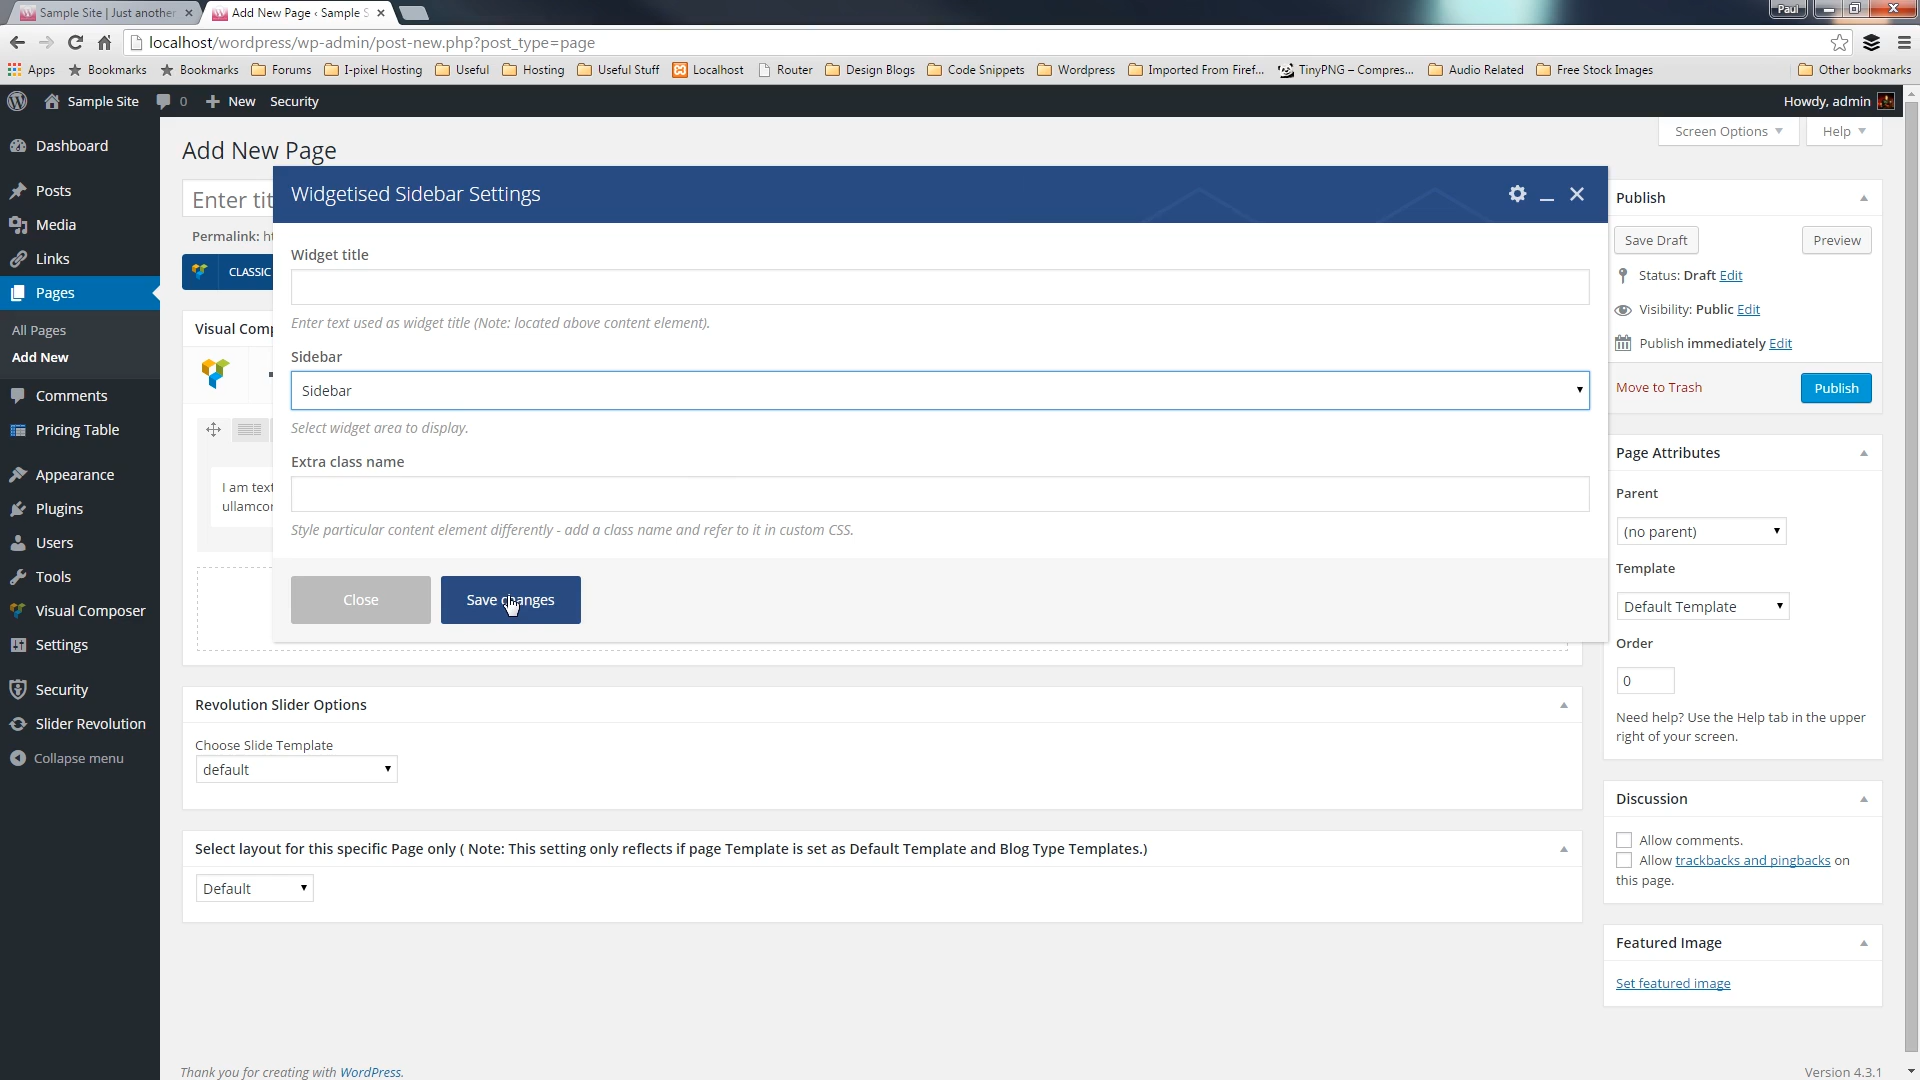 Sample Site | Just another
Add New Page ‹ Sample S
Paul
localhost/wordpress/wp-admin/post-new.php?post_type=page
Apps
Bookmarks
Bookmarks
Forums
I-pixel Hosting
Useful
Hosting
Useful Stuff
Localhost
Router
Design Blogs
Code Snippets
Wordpress
Imported From Firef...
TinyPNG – Compres...
Audio Related
Free Stock Images
Other bookmarks
Sample Site
0
New
Security
Howdy, admin
Screen Options
Help
Dashboard
Posts
Media
Links
Pages
All Pages
Add New
Comments
Pricing Table
Appearance
Plugins
Users
Tools
Visual Composer
Settings
Security
Slider Revolution
Collapse menu
Add New Page
Enter tit
Permalink: ht
CLASSIC
Visual Comp
I am text
ullamcor
Widgetised Sidebar Settings
Widget title
Enter text used as widget title (Note: located above content element).
Sidebar
Sidebar
Select widget area to display.
Extra class name
Style particular content element differently - add a class name and refer to it in custom CSS.
Close
Save changes
Revolution Slider Options
Choose Slide Template
default
Select layout for this specific Page only ( Note: This setting only reflects if page Template is set as Default Template and Blog Type Templates.)
Default
Publish
Save Draft
Preview
Status: Draft Edit
Visibility: Public Edit
Publish immediately Edit
Move to Trash
Publish
Page Attributes
Parent
(no parent)
Template
Default Template
Order
0
Need help? Use the Help tab in the upper
right of your screen.
Discussion
Allow comments.
Allow trackbacks and pingbacks on
this page.
Featured Image
Set featured image
Thank you for creating with WordPress.
Version 4.3.1